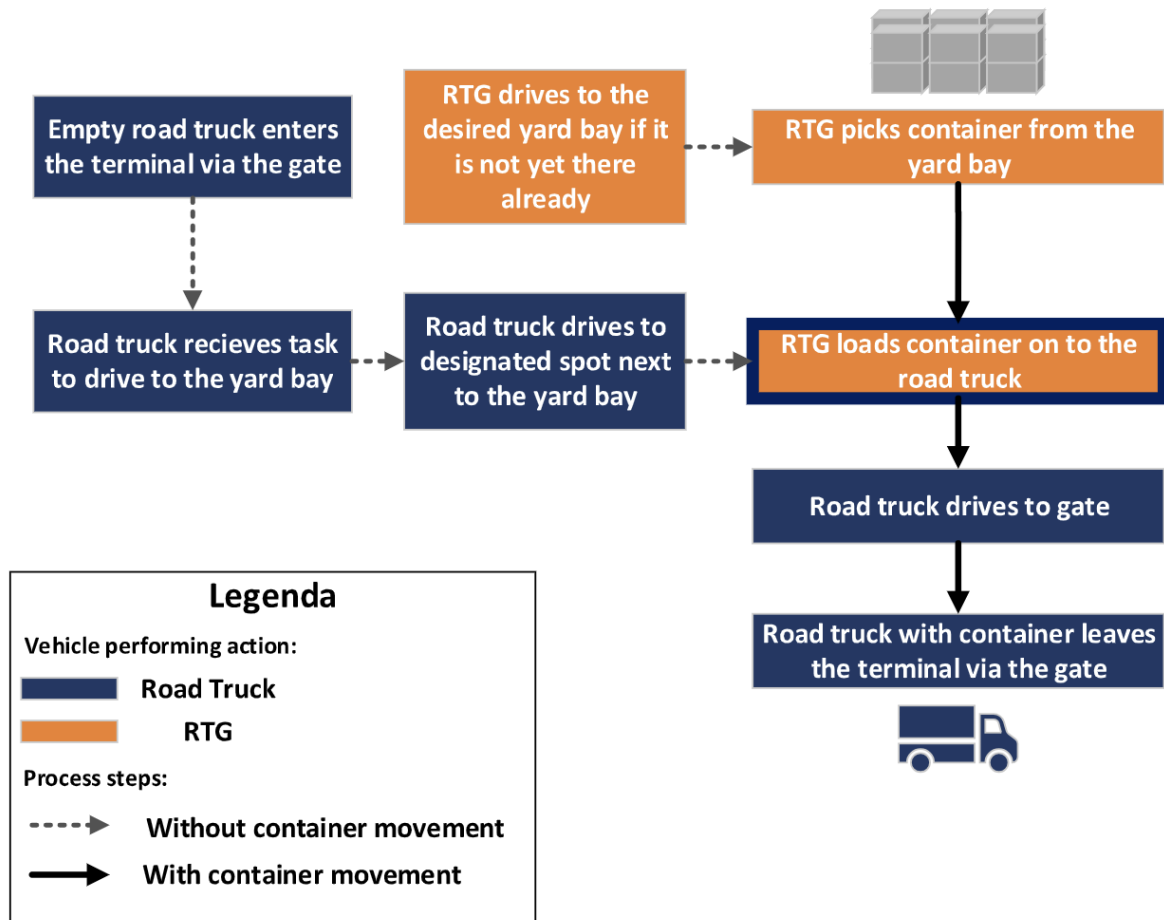 Empty road truck enters
the terminal via the gate
RTG drives to the
desired yard bay if it
is not yet there
already
RTG picks container from the
yard bay
Road truck recieves task
to drive to the yard bay
Road truck drives to
designated spot next
to the yard bay
RTG loads container on to the
road truck
Road truck drives to gate
Road truck with container leaves
the terminal via the gate
Legenda
Vehicle performing action:
Road Truck
RTG
Process steps:
Without container movement
With container movement